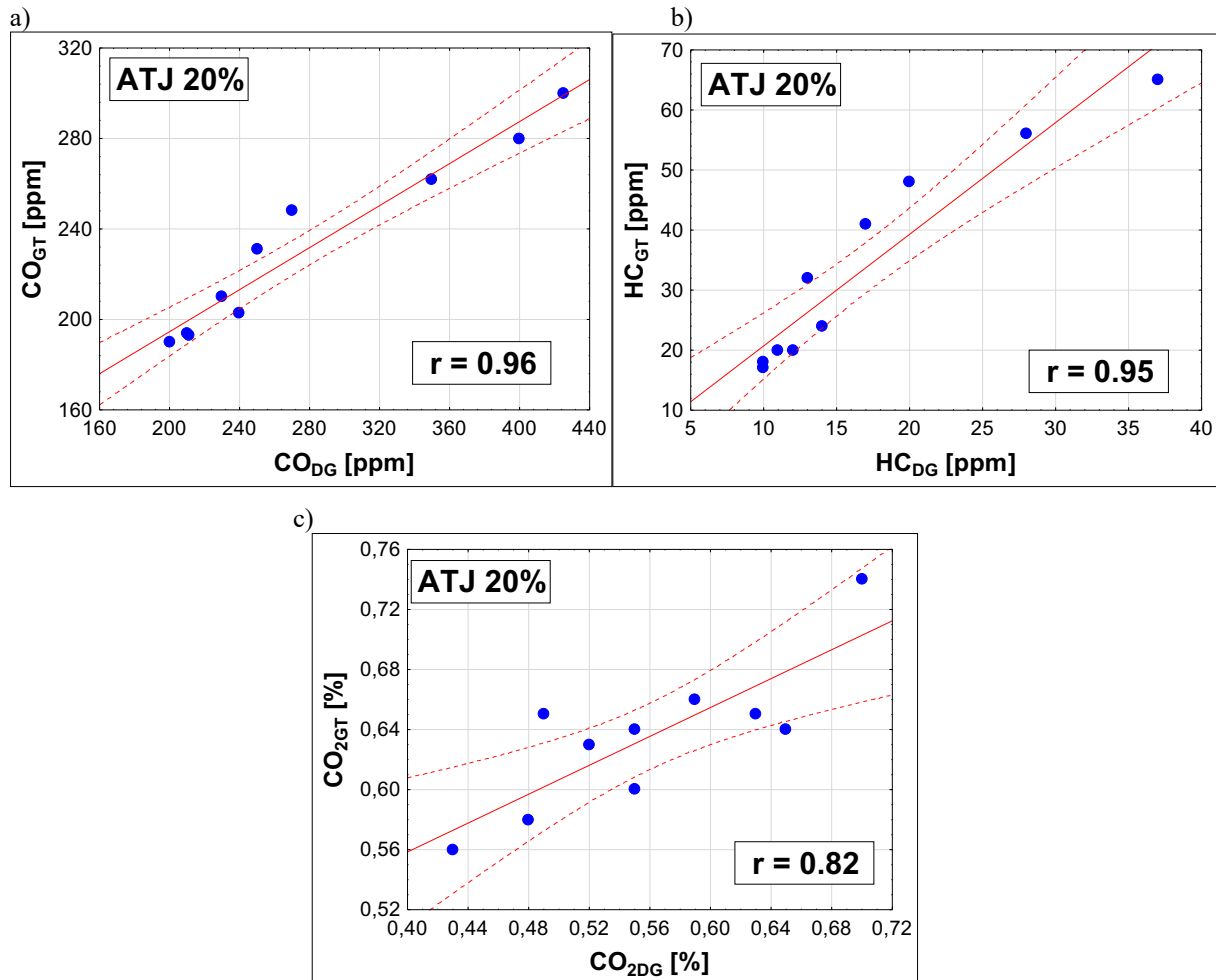 a)
320
280
240
200
160
ATJ 20%
r = 0.96
CO_GT [ppm]
160 200 240 280 320 360 400 440
CO_DG [ppm]
b)
70
60
50
40
30
20
10
ATJ 20%
r = 0.95
HC_GT [ppm]
5 10 15 20 25 30 35 40
HC_DG [ppm]
c)
0,76
0,72
0,68
0,64
0,60
0,56
0,52
ATJ 20%
r = 0.82
CO_2GT [%]
0,40 0,44 0,48 0,52 0,56 0,60 0,64 0,68 0,72
CO_2DG [%]